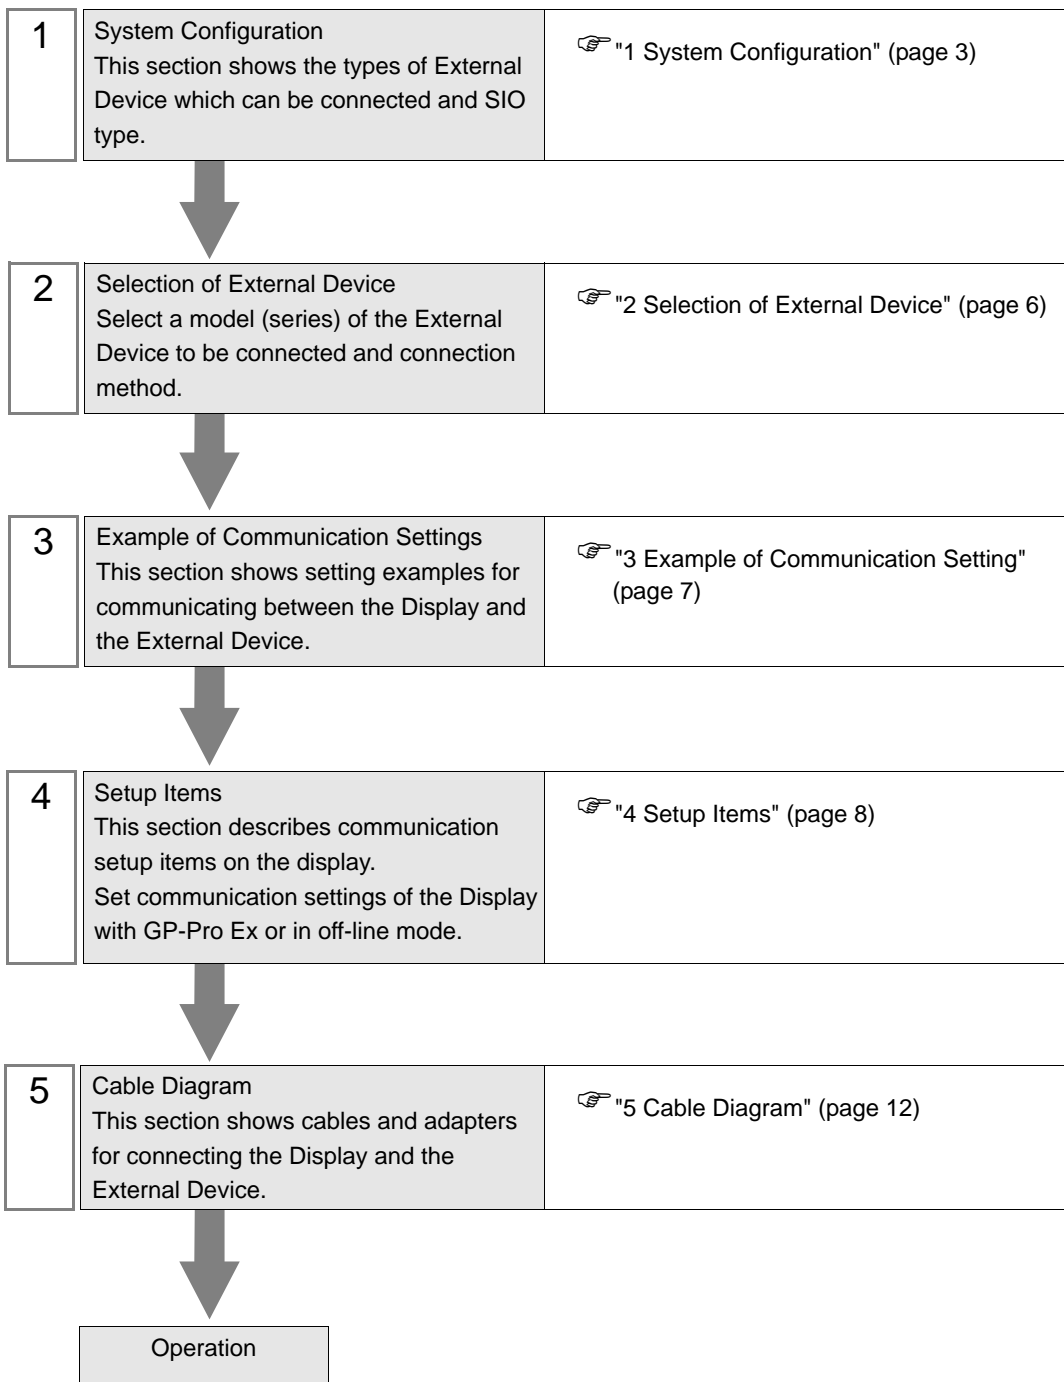 1
System Configuration
This section shows the types of External
Device which can be connected and SIO
type.
"1 System Configuration" (page 3)
2
Selection of External Device
Select a model (series) of the External
Device to be connected and connection
method.
"2 Selection of External Device" (page 6)
3
Example of Communication Settings
This section shows setting examples for
communicating between the Display and
the External Device.
"3 Example of Communication Setting"
(page 7)
4
Setup Items
This section describes communication
setup items on the display.
Set communication settings of the Display
with GP-Pro Ex or in off-line mode.
"4 Setup Items" (page 8)
5
Cable Diagram
This section shows cables and adapters
for connecting the Display and the
External Device.
"5 Cable Diagram" (page 12)
Operation